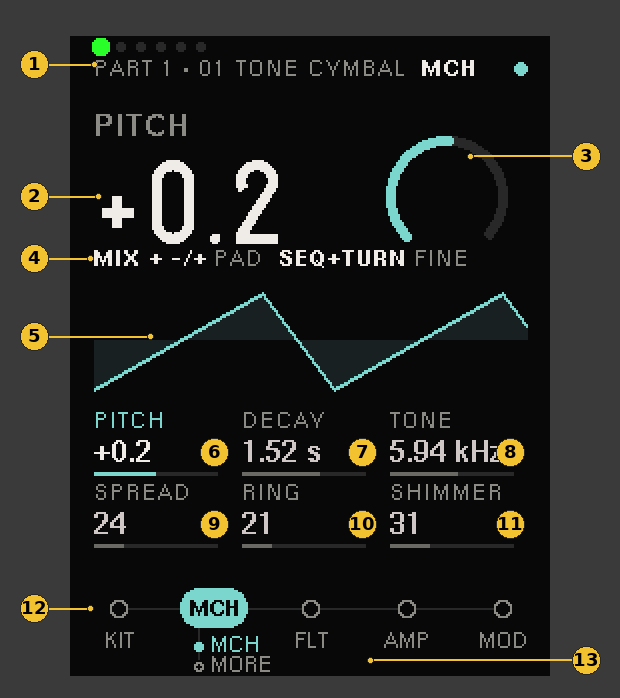 1 PART 1 · 01 TONE CYMBAL MCH
PITCH
3
2 +0.2
4 MIX + -/+ PAD SEQ+TURN FINE
5
PITCH DECAY TONE
+0.2 6 1.52 s 7 5.94 kHz 8
SPREAD RING SHIMMER
24 9 21 10 31 11
12 MCH
KIT MCH FLT AMP MOD
MORE 13